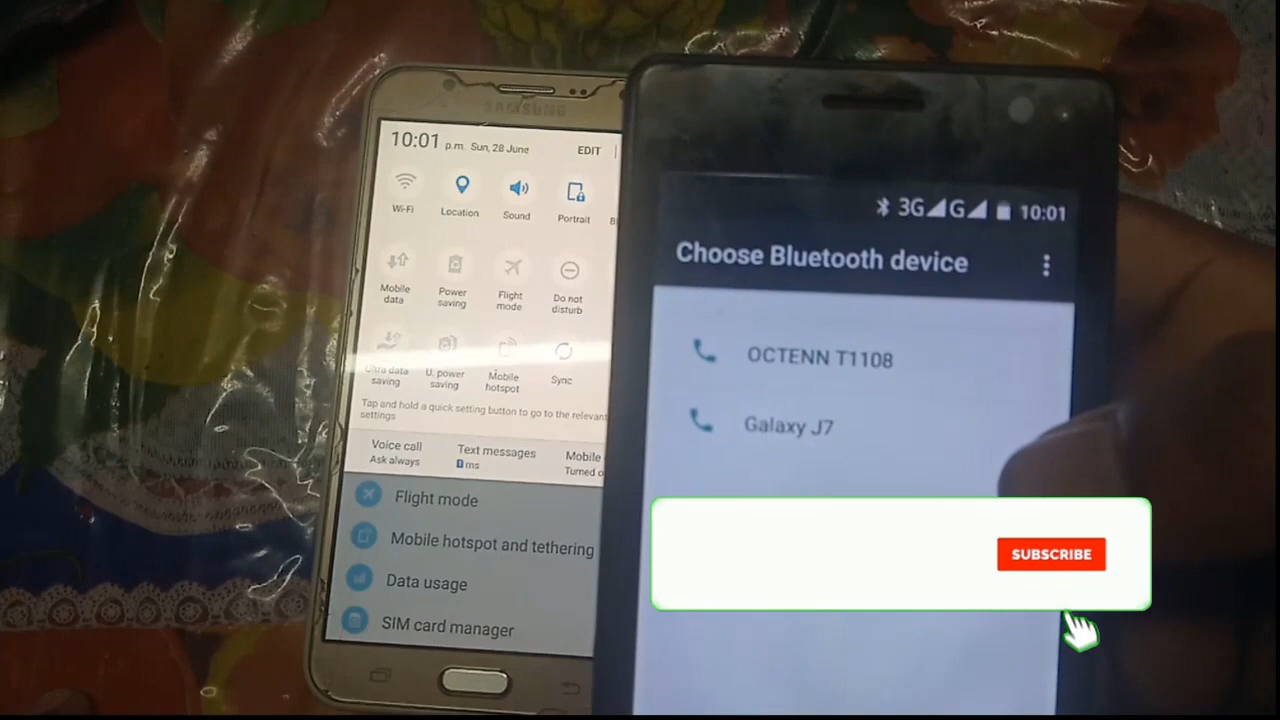 SAMSUNG
10:01 p.m. Sun, 28 June EDIT
Wi-Fi Location Sound Portrait
Mobile data
Power saving
Flight mode
Do not disturb
Ultra data saving
U. power saving
Mobile hotspot
Sync
Tap and hold a quick setting button to go to the relevant
settings
Voice call
Ask always
Text messages
Mobile
Flight mode
Mobile hotspot and tethering
Data usage
SIM card manager
3G G 10:01
Choose Bluetooth device
OCTENN T1108
Galaxy J7
SUBSCRIBE